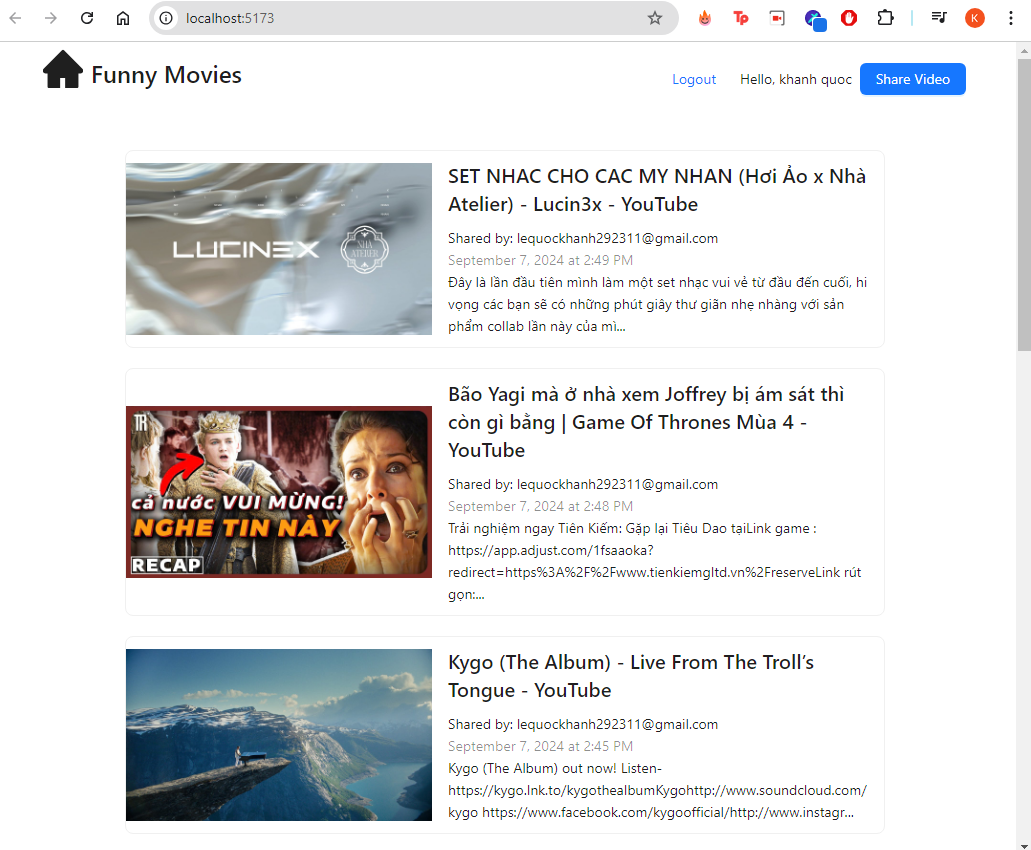 localhost:5173
Tp
K
Funny Movies
Logout
Hello, khanh quoc
Share Video
LUCINEX
NHÀ
ATELIER
SET NHAC CHO CAC MY NHAN (Hơi Ảo x Nhà
Atelier) - Lucin3x - YouTube
Shared by: lequockhanh292311@gmail.com
September 7, 2024 at 2:49 PM
Đây là lần đầu tiên mình làm một set nhạc vui vẻ từ đầu đến cuối, hi
vọng các bạn sẽ có những phút giây thư giãn nhẹ nhàng với sản
phẩm collab lần này của mì...
TR
cả nước VUI MỪNG!
NGHE TIN NÀY
RECAP
Bão Yagi mà ở nhà xem Joffrey bị ám sát thì
còn gì bằng | Game Of Thrones Mùa 4 -
YouTube
Shared by: lequockhanh292311@gmail.com
September 7, 2024 at 2:48 PM
Trải nghiệm ngay Tiên Kiếm: Gặp lại Tiêu Dao tạiLink game :
https://app.adjust.com/1fsaaoka?
redirect=https%3A%2F%2Fwww.tienkiemgltd.vn%2FreserveLink rút
gọn:...
Kygo (The Album) - Live From The Troll’s
Tongue - YouTube
Shared by: lequockhanh292311@gmail.com
September 7, 2024 at 2:45 PM
Kygo (The Album) out now! Listen-
https://kygo.lnk.to/kygothealbumKygohttp://www.soundcloud.com/
kygo https://www.facebook.com/kygoofficial/http://www.instagr...